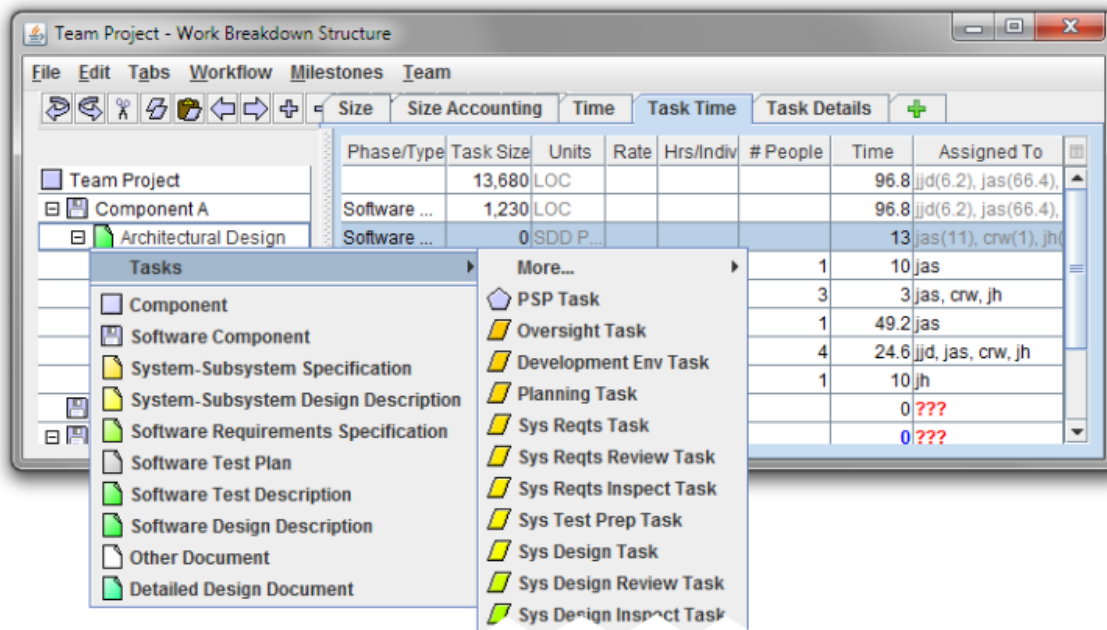 Team Project - Work Breakdown Structure
File Edit Tabs Workflow Milestones Team
Size Size Accounting Time Task Time Task Details
Phase/Type Task Size Units Rate Hrs/Indiv # People Time Assigned To
Team Project 13,680 LOC 96.8 jjd(6.2), jas(66.4),
Component A Software ... 1,230 LOC 96.8 jjd(6.2), jas(66.4),
Architectural Design Software ... 0 SDD P... 13 jas(11), crw(1), jh(
1 10 jas
3 3 jas, crw, jh
1 49.2 jas
4 24.6 jjd, jas, crw, jh
1 10 jh
0 ???
0 ???
Tasks
Component
Software Component
System-Subsystem Specification
System-Subsystem Design Description
Software Requirements Specification
Software Test Plan
Software Test Description
Software Design Description
Other Document
Detailed Design Document
More...
PSP Task
Oversight Task
Development Env Task
Planning Task
Sys Reqts Task
Sys Reqts Review Task
Sys Reqts Inspect Task
Sys Test Prep Task
Sys Design Task
Sys Design Review Task
Sys Design Inspect Task